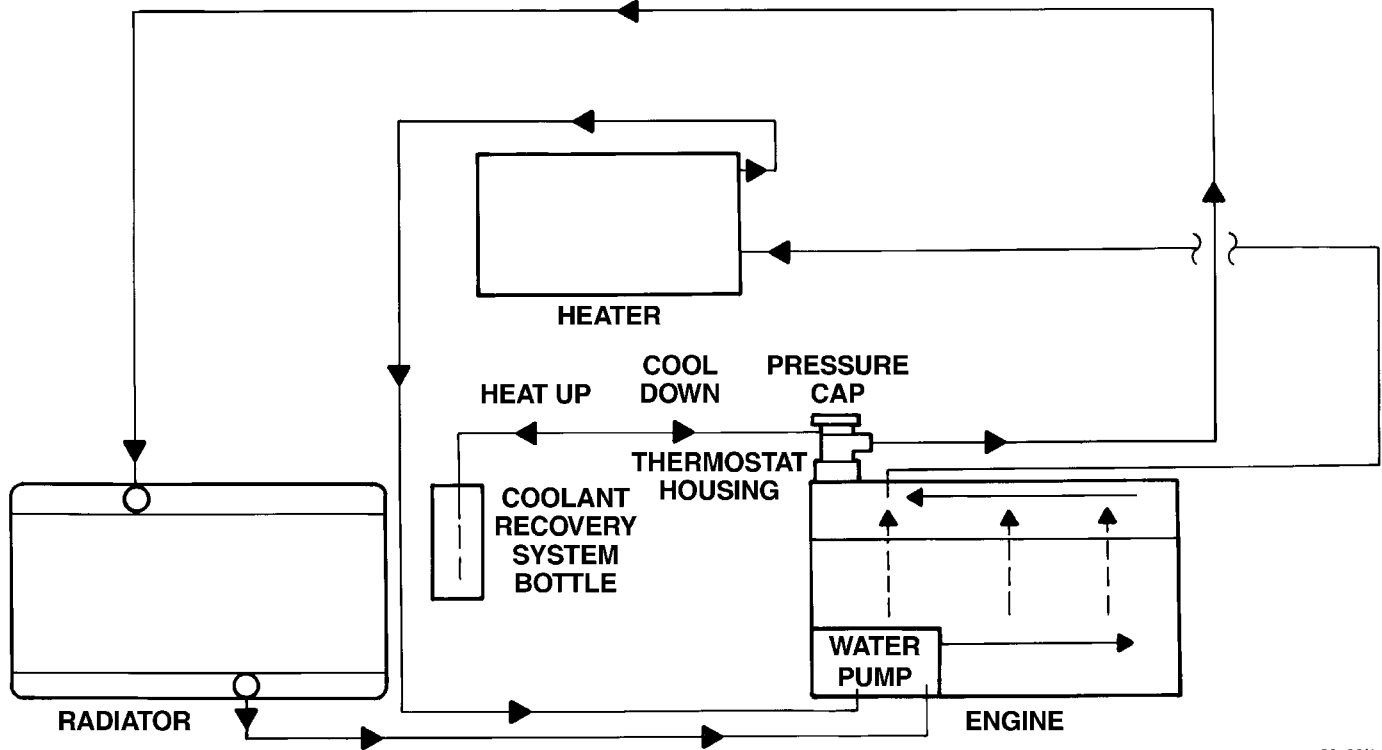 HEATER
HEAT UP
COOL
DOWN
PRESSURE
CAP
THERMOSTAT
HOUSING
COOLANT
RECOVERY
SYSTEM
BOTTLE
WATER
PUMP
RADIATOR
ENGINE